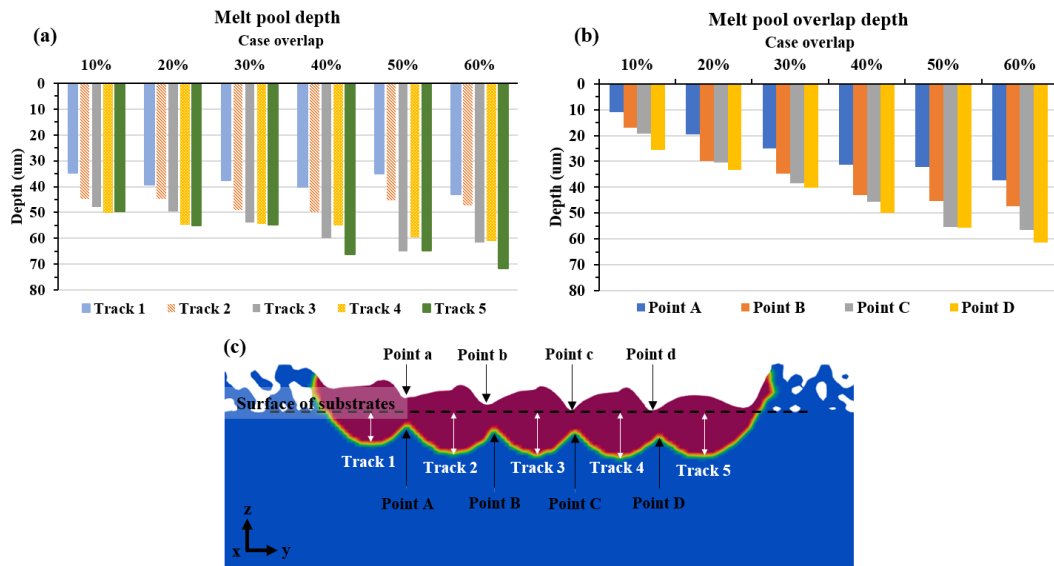 Melt pool depth
(a)
Case overlap
10% 20% 30% 40% 50% 60%
0
10
20
30
40
50
60
70
80
Depth (um)
Track 1 Track 2 Track 3 Track 4 Track 5
Melt pool overlap depth
(b)
Case overlap
10% 20% 30% 40% 50% 60%
0
10
20
30
40
50
60
70
80
Depth (um)
Point A Point B Point C Point D
(c)
Point a Point b Point c Point d
Surface of substrates
Track 1 Track 2 Track 3 Track 4 Track 5
Point A Point B Point C Point D
z
x y